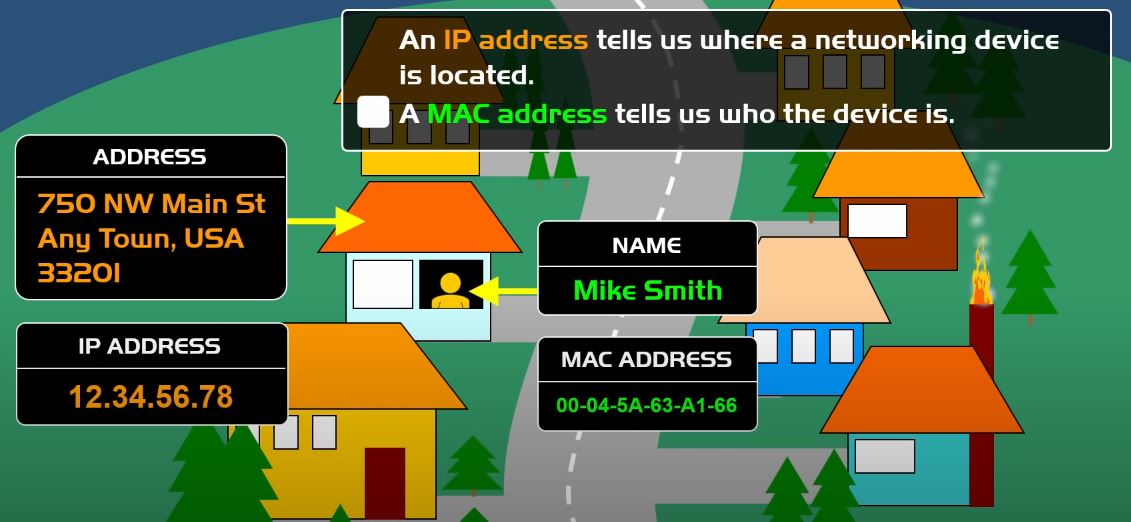 An IP address tells us where a networking device
is located.
A MAC address tells us who the device is.
ADDRESS
750 NW Main St
Any Town, USA
33201
NAME
Mike Smith
IP ADDRESS
12.34.56.78
MAC ADDRESS
00-04-5A-63-A1-66